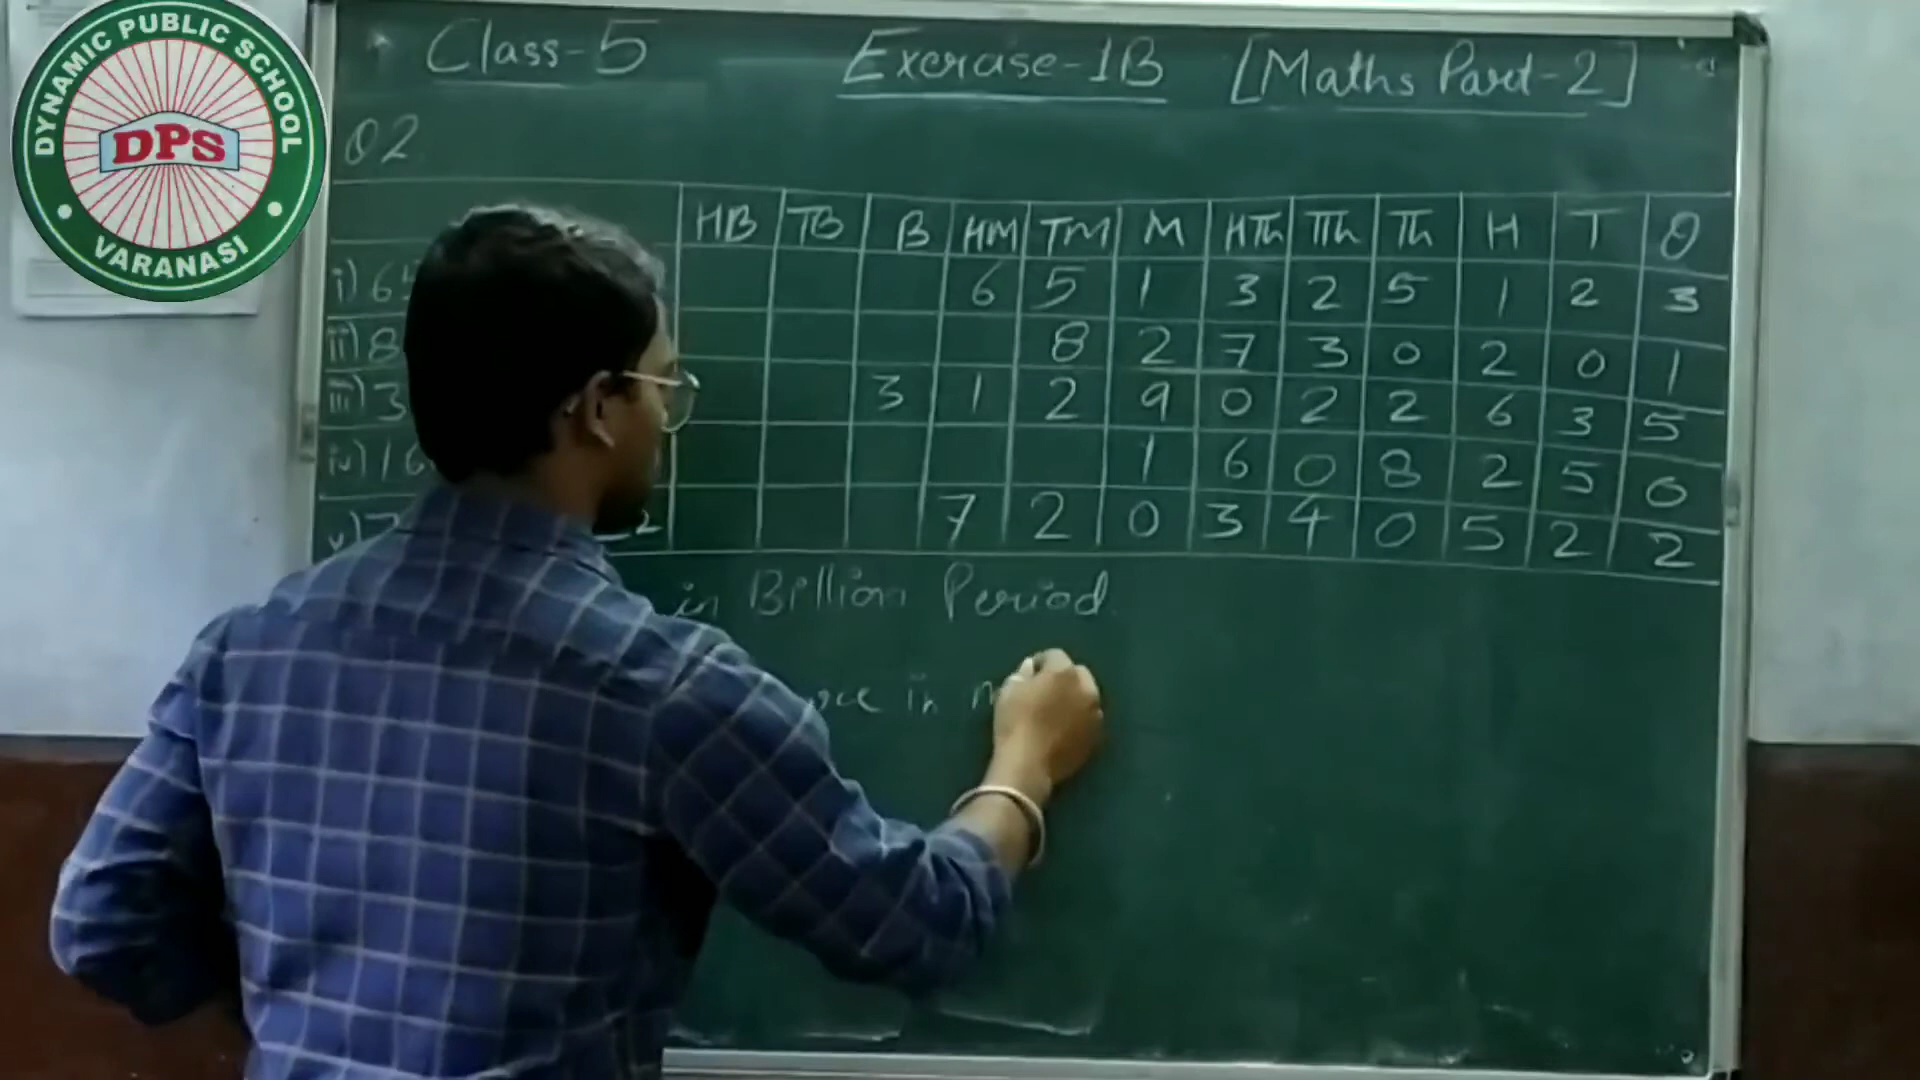 DYNAMIC PUBLIC SCHOOL
DPS
VARANASI
Class-5 Exercise-1B [Maths Part-2]
Q2
HB TB B HM TM M HTh TTh Th H T O
i) 6 5 1 3 2 5 1 2 3
ii) 8 8 2 7 3 0 2 0 1
iii) 3 3 1 2 9 0 2 2 6 3 5
iv) 16 1 6 0 8 2 5 0
v) 7 2 7 2 0 3 4 0 5 2 2
in Billion Period.
in